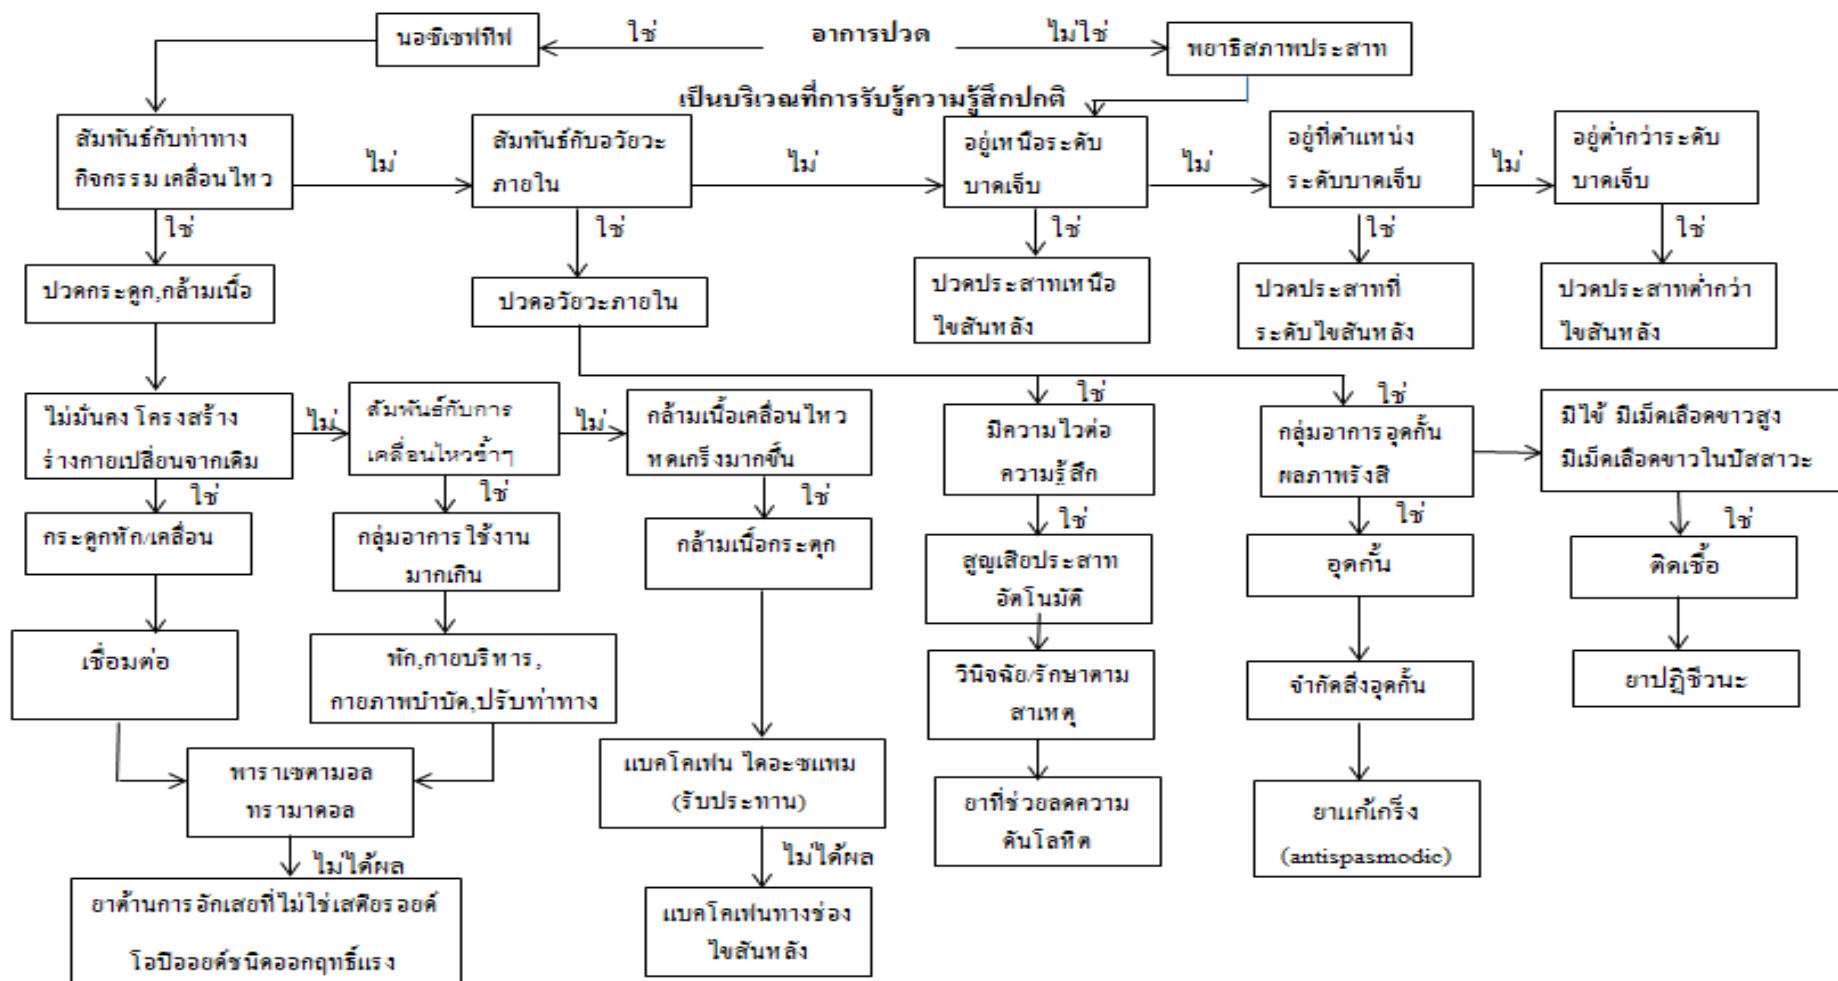 นอซิเซฟทีฟ
ใช่
อาการปวด
ไม่ใช่
พยาธิสภาพประสาท
เป็นบริเวณที่การรับรู้ความรู้สึกปกติ
สัมพันธ์กับท่าทาง
กิจกรรม เคลื่อนไหว
ไม่
สัมพันธ์กับอวัยวะ
ภายใน
ไม่
อยู่เหนือระดับ
บาดเจ็บ
ไม่
อยู่ที่ตำแหน่ง
ระดับบาดเจ็บ
ไม่
อยู่ต่ำกว่าระดับ
บาดเจ็บ
ใช่
ใช่
ใช่
ใช่
ใช่
ปวดกระดูก,กล้ามเนื้อ
ปวดอวัยวะภายใน
ปวดประสาทเหนือ
ไขสันหลัง
ปวดประสาทที่
ระดับไขสันหลัง
ปวดประสาทต่ำกว่า
ไขสันหลัง
ไม่มั่นคง โครงสร้าง
ร่างกายเปลี่ยนจากเดิม
ไม่
สัมพันธ์กับการ
เคลื่อนไหวซ้ำๆ
ไม่
กล้ามเนื้อเคลื่อนไหว
หดเกร็งมากขึ้น
ใช่
มีความไวต่อ
ความรู้สึก
ใช่
กลุ่มอาการอุดกั้น
ผลภาพรังสี
มีไข้ มีเม็ดเลือดขาวสูง
มีเม็ดเลือดขาวในปัสสาวะ
ใช่
ใช่
ใช่
ใช่
ใช่
ใช่
กระดูกหัก/เคลื่อน
กลุ่มอาการใช้งาน
มากเกิน
กล้ามเนื้อกระตุก
สูญเสียประสาท
อัตโนมัติ
อุดกั้น
ติดเชื้อ
เชื่อมต่อ
พัก,กายบริหาร,
กายภาพบำบัด,ปรับท่าทาง
วินิจฉัย/รักษาตาม
สาเหตุ
จำกัดสิ่งอุดกั้น
ยาปฏิชีวนะ
พาราเซตามอล
ทรามาดอล
แบคโคเฟน ไดอะซแพม
(รับประทาน)
ยาที่ช่วยลดความ
ดันโลหิต
ยาแก้เกร็ง
(antispasmodic)
ไม่ได้ผล
ไม่ได้ผล
ยาต้านการอักเสยที่ไม่ใช่เสตียรอยด์
โอปิออยด์ชนิดออกฤทธิ์แรง
แบคโคเฟนทางช่อง
ไขสันหลัง